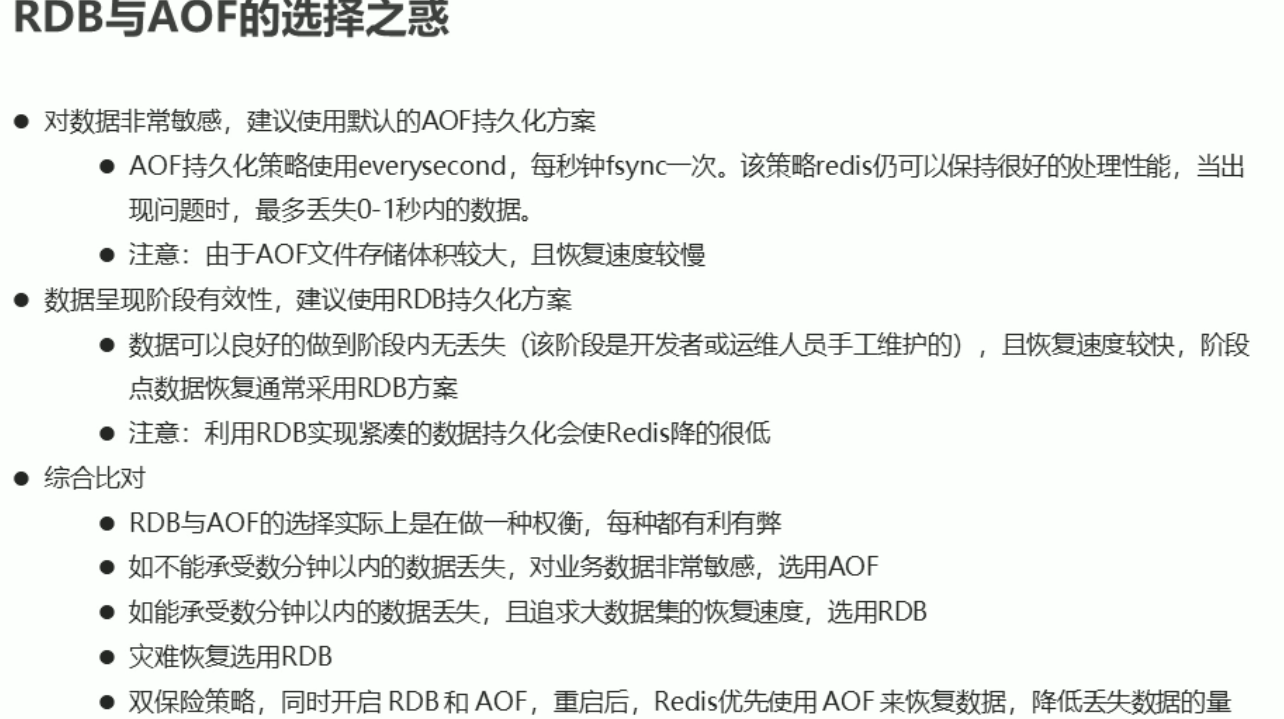 RDB与AOF的选择之惑
● 对数据非常敏感，建议使用默认的AOF持久化方案
● AOF持久化策略使用everysecond，每秒钟fsync一次。该策略redis仍可以保持很好的处理性能，当出
现问题时，最多丢失0-1秒内的数据。
● 注意：由于AOF文件存储体积较大，且恢复速度较慢
● 数据呈现阶段有效性，建议使用RDB持久化方案
● 数据可以良好的做到阶段内无丢失（该阶段是开发者或运维人员手工维护的），且恢复速度较快，阶段
点数据恢复通常采用RDB方案
● 注意：利用RDB实现紧凑的数据持久化会使Redis降的很低
● 综合比对
● RDB与AOF的选择实际上是在做一种权衡，每种都有利有弊
● 如不能承受数分钟以内的数据丢失，对业务数据非常敏感，选用AOF
● 如能承受数分钟以内的数据丢失，且追求大数据集的恢复速度，选用RDB
● 灾难恢复选用RDB
● 双保险策略，同时开启 RDB 和 AOF，重启后，Redis优先使用 AOF 来恢复数据，降低丢失数据的量